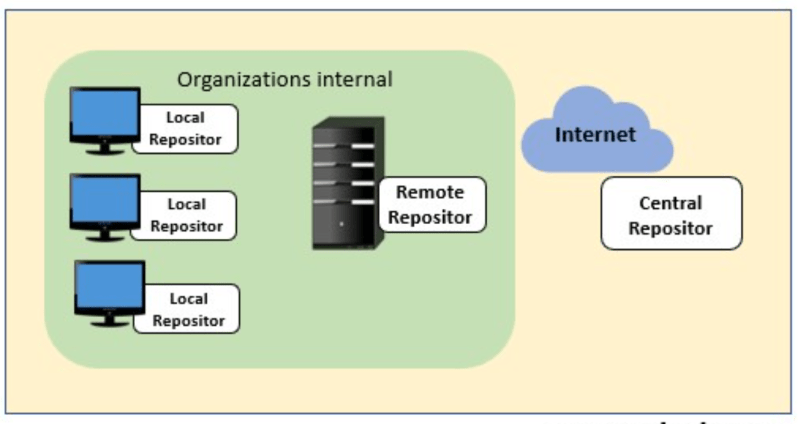 Organizations internal
Local
Repositor
Local
Repositor
Local
Repositor
Remote
Repositor
Internet
Central
Repositor